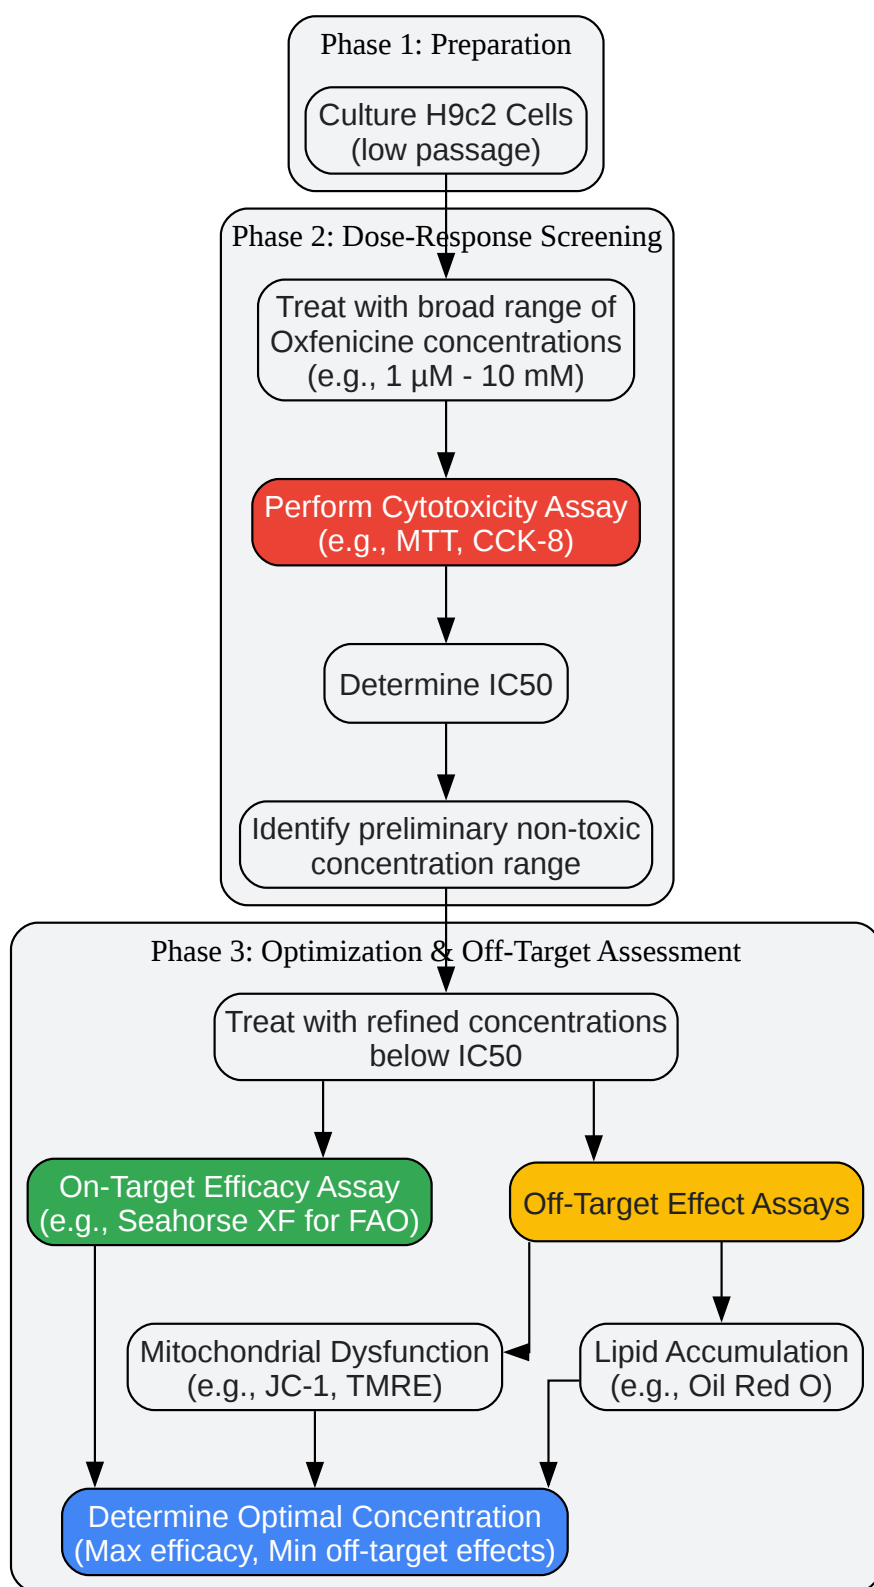 Phase 1: Preparation
Culture H9c2 Cells
(low passage)
Phase 2: Dose-Response Screening
Treat with broad range of
Oxfenicine concentrations
(e.g., 1 µM - 10 mM)
Perform Cytotoxicity Assay
(e.g., MTT, CCK-8)
Determine IC50
Identify preliminary non-toxic
concentration range
Phase 3: Optimization & Off-Target Assessment
Treat with refined concentrations
below IC50
On-Target Efficacy Assay
(e.g., Seahorse XF for FAO)
Off-Target Effect Assays
Mitochondrial Dysfunction
(e.g., JC-1, TMRE)
Lipid Accumulation
(e.g., Oil Red O)
Determine Optimal Concentration
(Max efficacy, Min off-target effects)